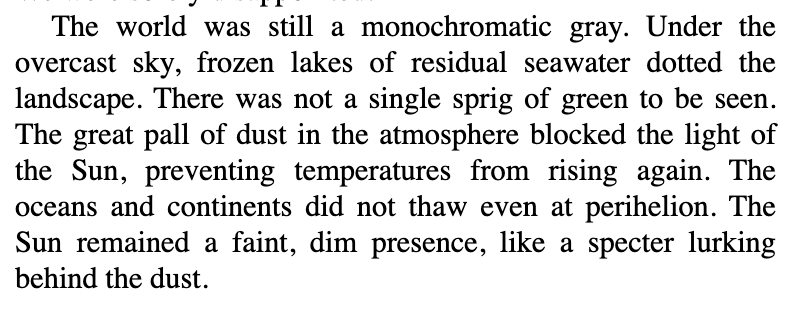 The world was still a monochromatic gray. Under the
overcast sky, frozen lakes of residual seawater dotted the
landscape. There was not a single sprig of green to be seen.
The great pall of dust in the atmosphere blocked the light of
the Sun, preventing temperatures from rising again. The
oceans and continents did not thaw even at perihelion. The
Sun remained a faint, dim presence, like a specter lurking
behind the dust.